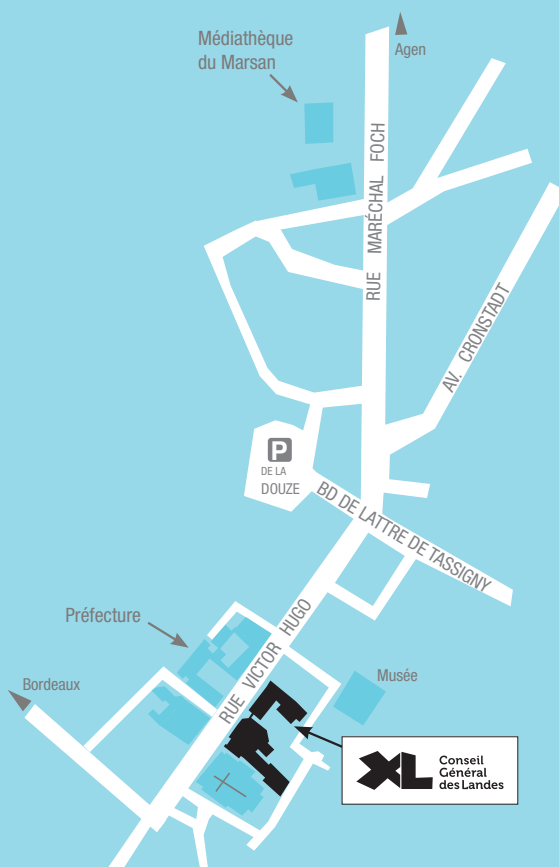 Médiathèque
du Marsan
Agen
RUE MARÉCHAL FOCH
AV. CRONSTADT
P
DE LA
DOUZE
BD DE LATTRE DE TASSIGNY
Préfecture
RUE VICTOR HUGO
Bordeaux
Musée
XL
Conseil
Général
des Landes